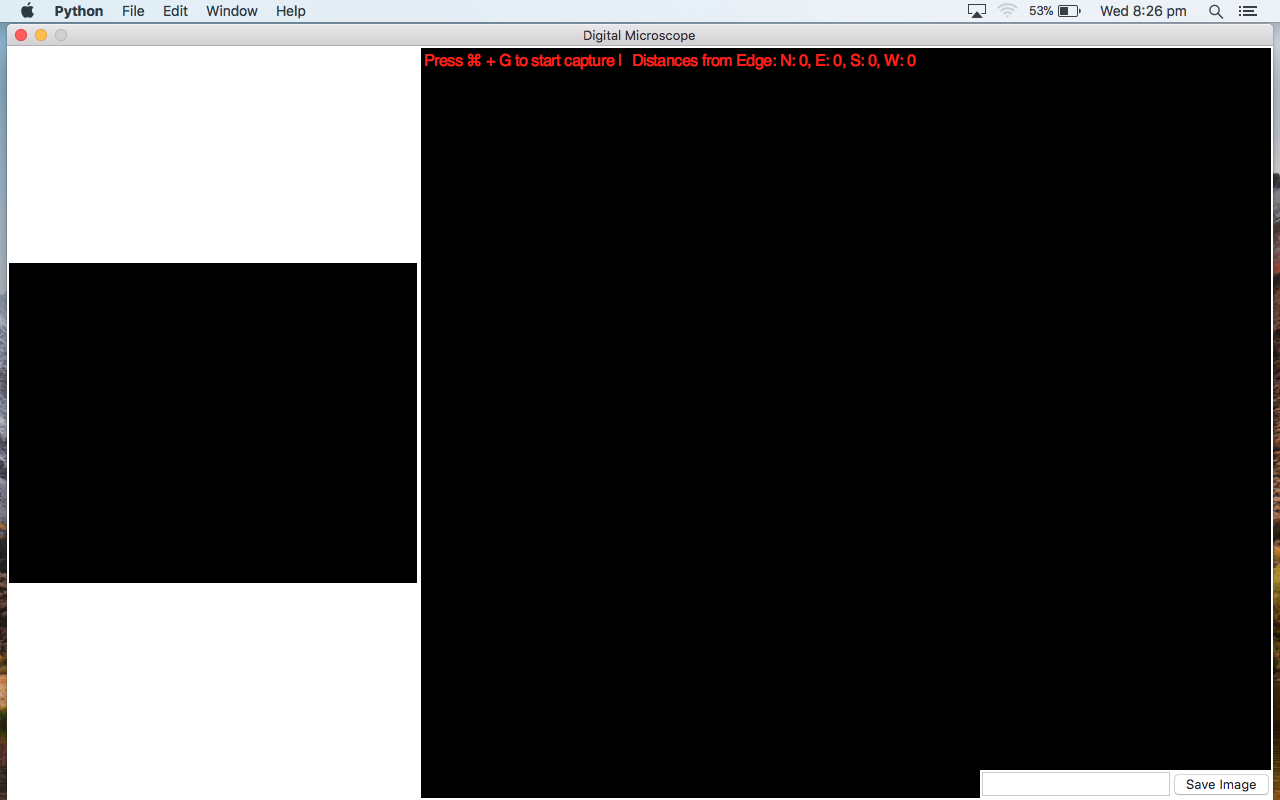 Python File Edit Window Help 53% Wed 8:26 pm
Digital Microscope
Press ⌘ + G to start capture | Distances from Edge: N: 0, E: 0, S: 0, W: 0
Save Image